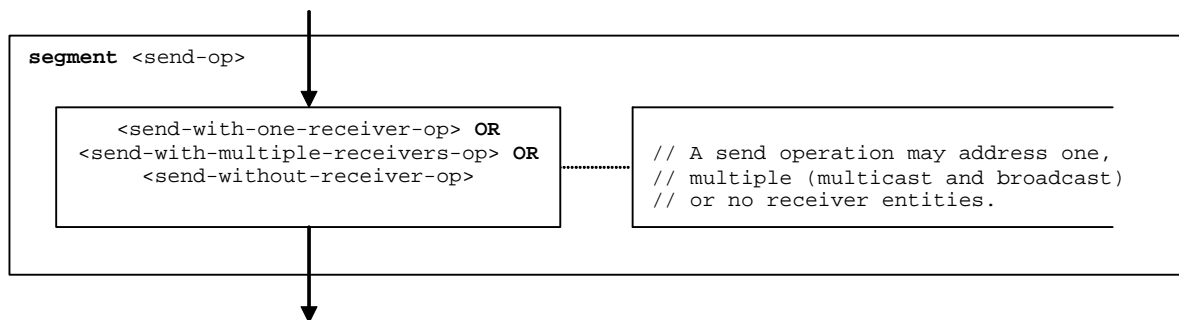 segment <send-op>
<send-with-one-receiver-op> OR
<send-with-multiple-receivers-op> OR
<send-without-receiver-op>
// A send operation may address one,
// multiple (multicast and broadcast)
// or no receiver entities.